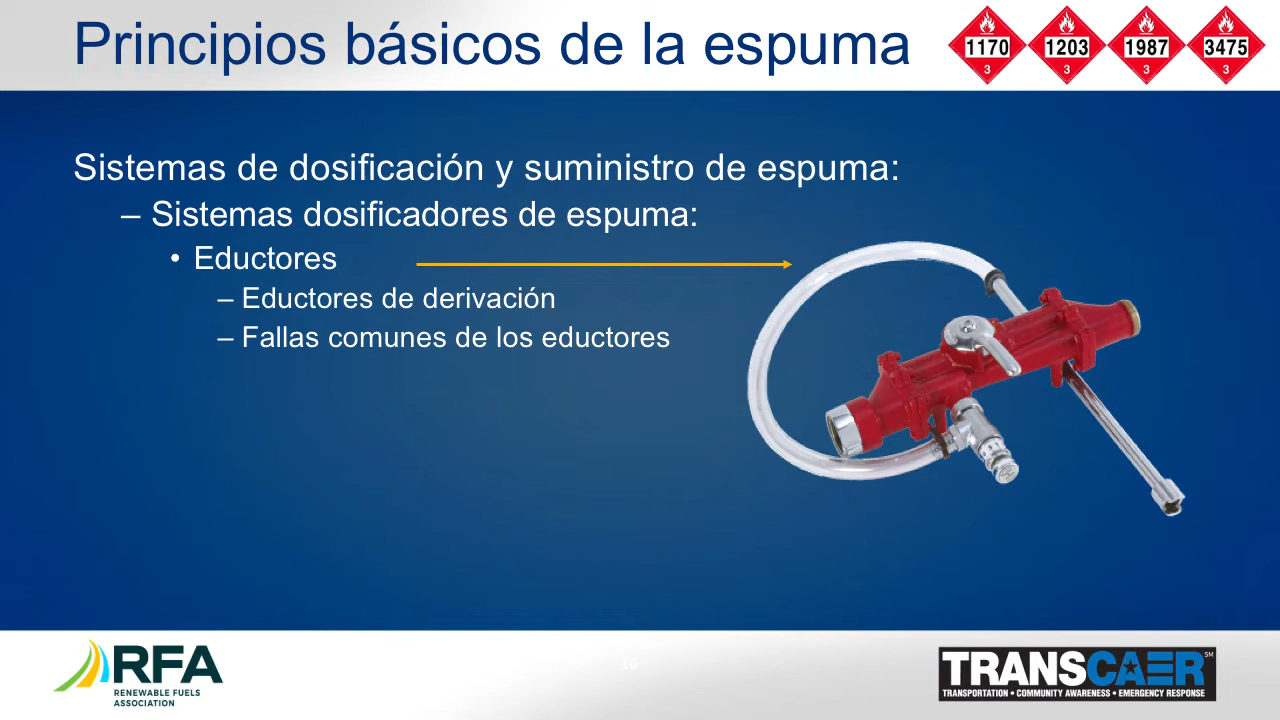 Principios básicos de la espuma
1170
3
1203
3
1987
3
3475
3
Sistemas de dosificación y suministro de espuma:
– Sistemas dosificadores de espuma:
• Eductores
– Eductores de derivación
– Fallas comunes de los eductores
RFA
RENEWABLE FUELS
ASSOCIATION
16
TRANSCAER SM
TRANSPORTATION • COMMUNITY AWARENESS • EMERGENCY RESPONSE